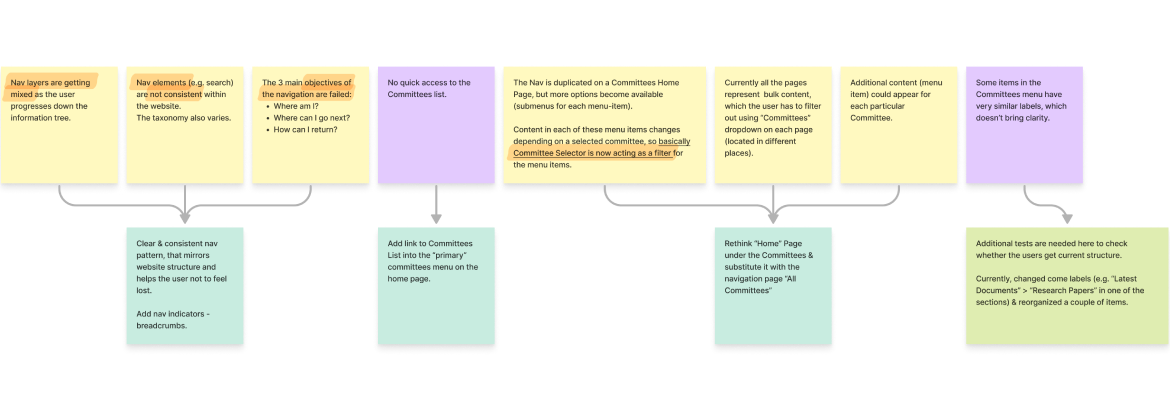 Nav layers are getting
mixed as the user
progresses down the
information tree.
Nav elements (e.g. search)
are not consistent within
the website.
The taxonomy also varies.
The 3 main objectives of
the navigation are failed:
• Where am I?
• Where can I go next?
• How can I return?
No quick access to the
Committees list.
The Nav is duplicated on a Committees Home
Page, but more options become available
(submenus for each menu-item).
Content in each of these menu items changes
depending on a selected committee, so basically
Committee Selector is now acting as a filter for
the menu items.
Currently all the pages
represent bulk content,
which the user has to filter
out using "Committees"
dropdown on each page
(located in different
places).
Additional content (menu
item) could appear for
each particular
Committee.
Some items in the
Committees menu have
very similar labels, which
doesn't bring clarity.
Clear & consistent nav
pattern, that mirrors
website structure and
helps the user not to feel
lost.
Add nav indicators -
breadcrumbs.
Add link to Committees
List into the "primary"
committees menu on the
home page.
Rethink "Home" Page
under the Committees &
substitute it with the
navigation page "All
Committees"
Additional tests are needed here to check
whether the users get current structure.
Currently, changed come labels (e.g. "Latest
Documents" > "Research Papers" in one of the
sections) & reorganized a couple of items.